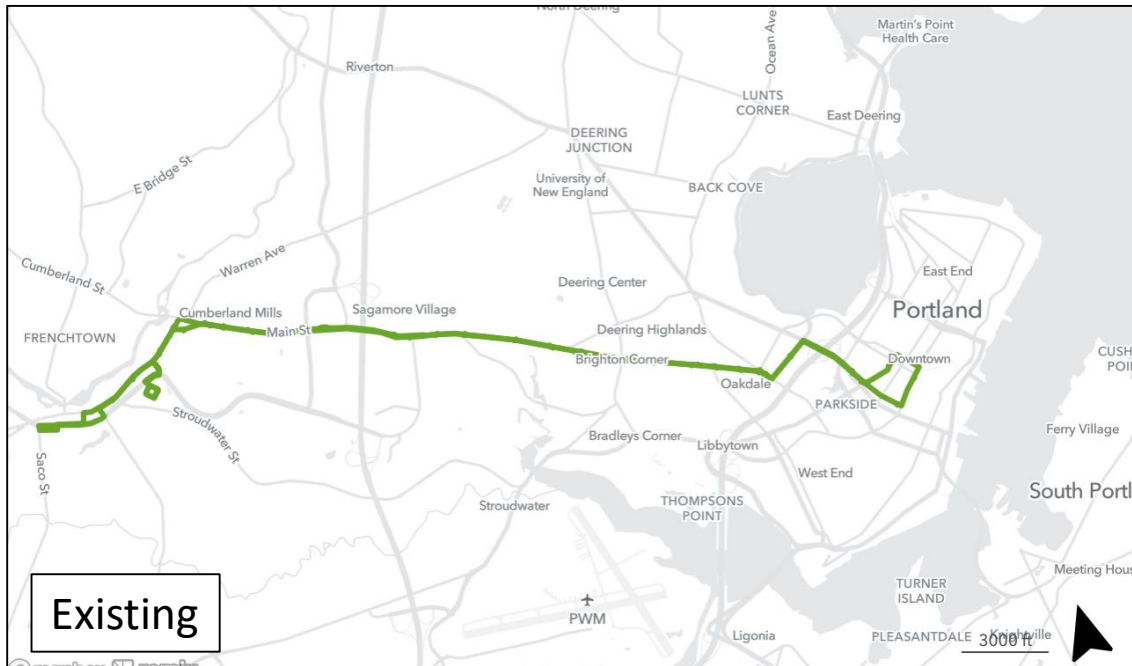 North Deering
Martin's Point
Health Care
Ocean Ave
Riverton
LUNTS
CORNER
East Deering
DEERING
JUNCTION
E Bridge St
University of
New England
BACK COVE
Cumberland St
Warren Ave
East End
Deering Center
Portland
Cumberland Mills
Sagamore Village
FRENCHTOWN
Main St
Deering Highlands
Brighton Corner
Downtown
CUSH
POI
Oakdale
PARKSIDE
Stroudwater St
Bradleys Corner
Libbytown
Ferry Village
Saco St
West End
Stroudwater
THOMPSONS
POINT
South Portl
Meeting Hous
TURNER
ISLAND
Existing
PWM
Ligonia
PLEASANTDALE
Knightville
3000 ft